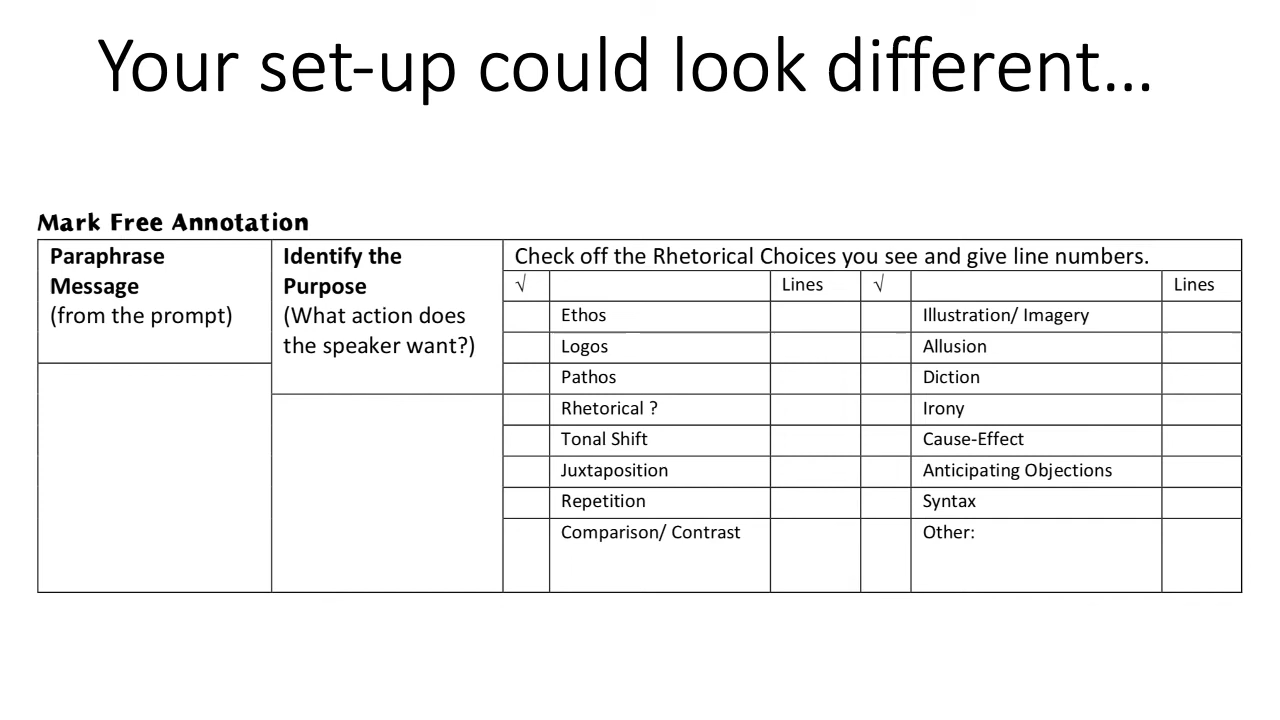 Your set-up could look different...
Mark Free Annotation
Paraphrase
Message
(from the prompt)
Identify the
Purpose
(What action does
the speaker want?)
Check off the Rhetorical Choices you see and give line numbers.
√ Lines √ Lines
Ethos Illustration/ Imagery
Logos Allusion
Pathos Diction
Rhetorical ? Irony
Tonal Shift Cause-Effect
Juxtaposition Anticipating Objections
Repetition Syntax
Comparison/ Contrast Other: